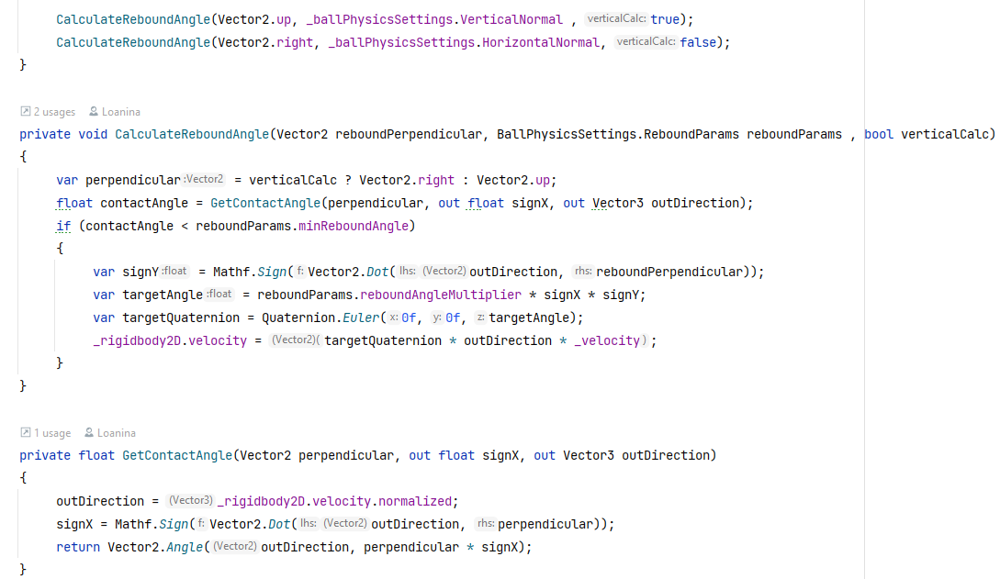 CalculateReboundAngle(Vector2.up, _ballPhysicsSettings.VerticalNormal , verticalCalc: true);
CalculateReboundAngle(Vector2.right, _ballPhysicsSettings.HorizontalNormal, verticalCalc: false);
}
2 usages Loanina
private void CalculateReboundAngle(Vector2 reboundPerpendicular, BallPhysicsSettings.ReboundParams reboundParams , bool verticalCalc)
{
var perpendicular :Vector2 = verticalCalc ? Vector2.right : Vector2.up;
float contactAngle = GetContactAngle(perpendicular, out float signX, out Vector3 outDirection);
if (contactAngle < reboundParams.minReboundAngle)
{
var signY :float = Mathf.Sign( f: Vector2.Dot( lhs: (Vector2) outDirection, rhs: reboundPerpendicular));
var targetAngle :float = reboundParams.reboundAngleMultiplier * signX * signY;
var targetQuaternion = Quaternion.Euler( x: 0f, y: 0f, z: targetAngle);
_rigidbody2D.velocity = (Vector2)( targetQuaternion * outDirection * _velocity) ;
}
}
1 usage Loanina
private float GetContactAngle(Vector2 perpendicular, out float signX, out Vector3 outDirection)
{
outDirection = (Vector3) _rigidbody2D.velocity.normalized;
signX = Mathf.Sign( f: Vector2.Dot( lhs: (Vector2) outDirection, rhs: perpendicular));
return Vector2.Angle( (Vector2) outDirection, perpendicular * signX);
}